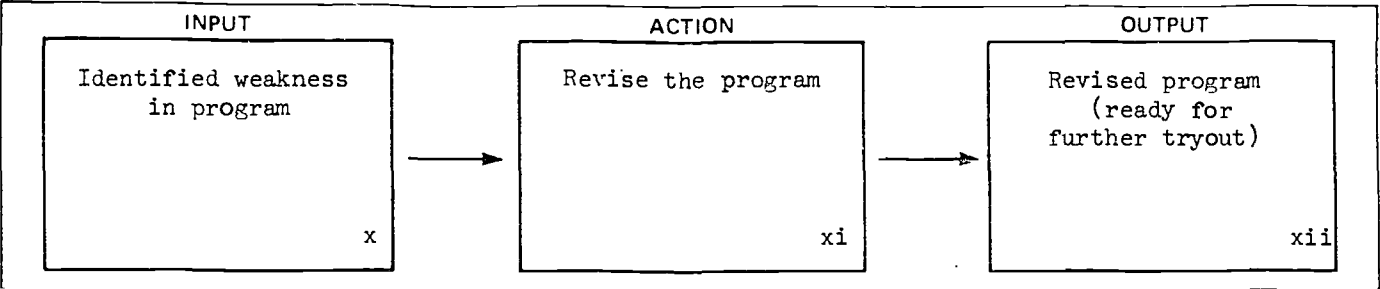 INPUT
Identified weakness
in program
x
ACTION
Revise the program
xi
OUTPUT
Revised program
(ready for
further tryout)
xii